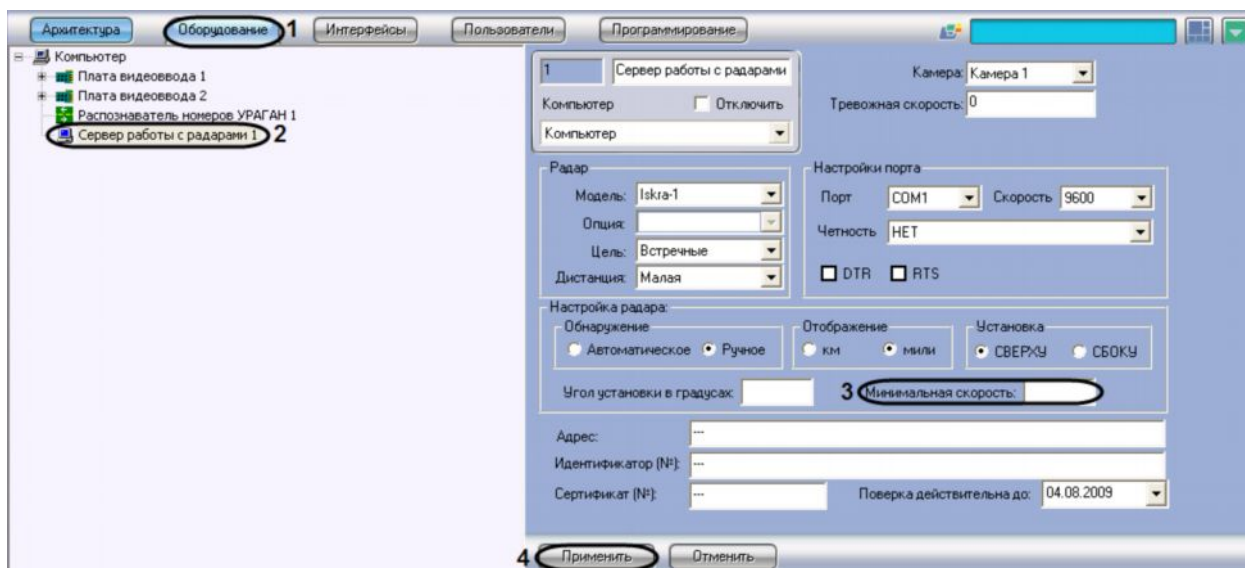 Архитектура Оборудование 1 Интерфейсы Пользователи Программирование
Компьютер
Плата видеоввода 1
Плата видеоввода 2
Распознаватель номеров УРАГАН 1
Сервер работы с радарами 1 2
1 Сервер работы с радарами
Компьютер Отключить
Компьютер
Камера: Камера 1
Тревожная скорость: 0
Радар
Модель: Iskra-1
Опция:
Цель: Встречные
Дистанция: Малая
Настройки порта
Порт COM1 Скорость 9600
Четность НЕТ
DTR RTS
Настройка радара:
Обнаружение
Автоматическое Ручное
Отображение
км мили
Установка
СВЕРХУ СБОКУ
Угол установки в градусах:
3 Минимальная скорость:
Адрес: ---
Идентификатор (№): ---
Сертификат (№): --- Поверка действительна до: 04.08.2009
4 Применить Отменить